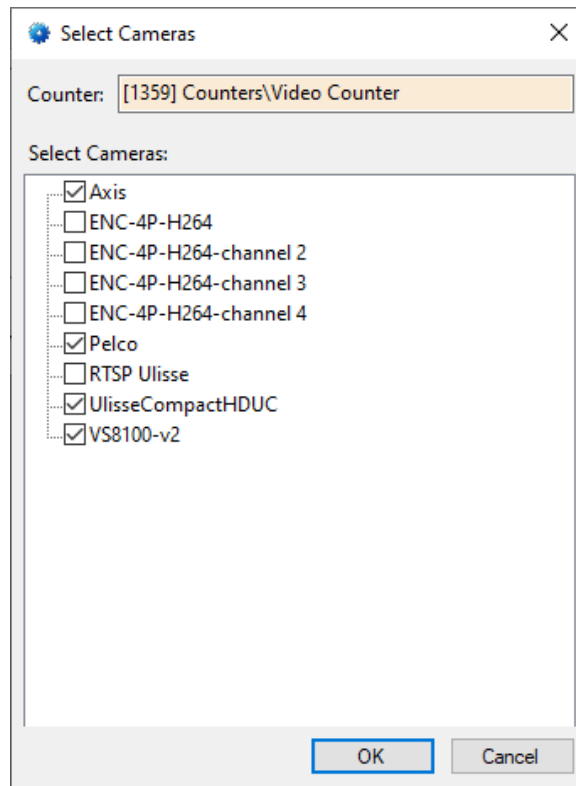 Select Cameras
Counter: [1359] Counters\Video Counter
Select Cameras:
Axis
ENC-4P-H264
ENC-4P-H264-channel 2
ENC-4P-H264-channel 3
ENC-4P-H264-channel 4
Pelco
RTSP Ulisse
UlisseCompactHDUC
VS8100-v2
OK Cancel